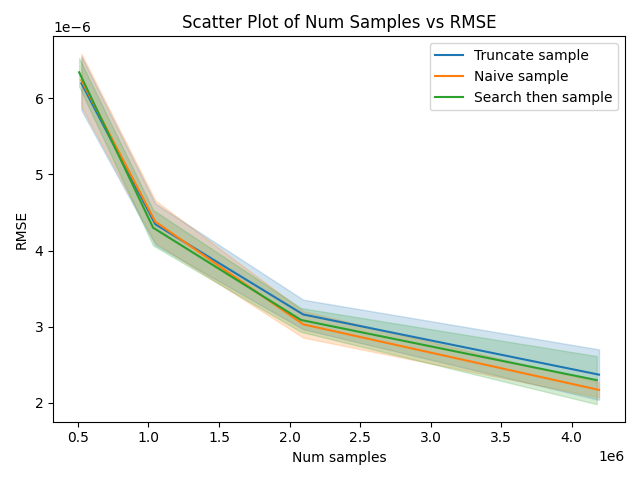 Scatter Plot of Num Samples vs RMSE
1e−6
Truncate sample
Naive sample
Search then sample
6
5
4
3
2
RMSE
0.5 1.0 1.5 2.0 2.5 3.0 3.5 4.0
1e6
Num samples